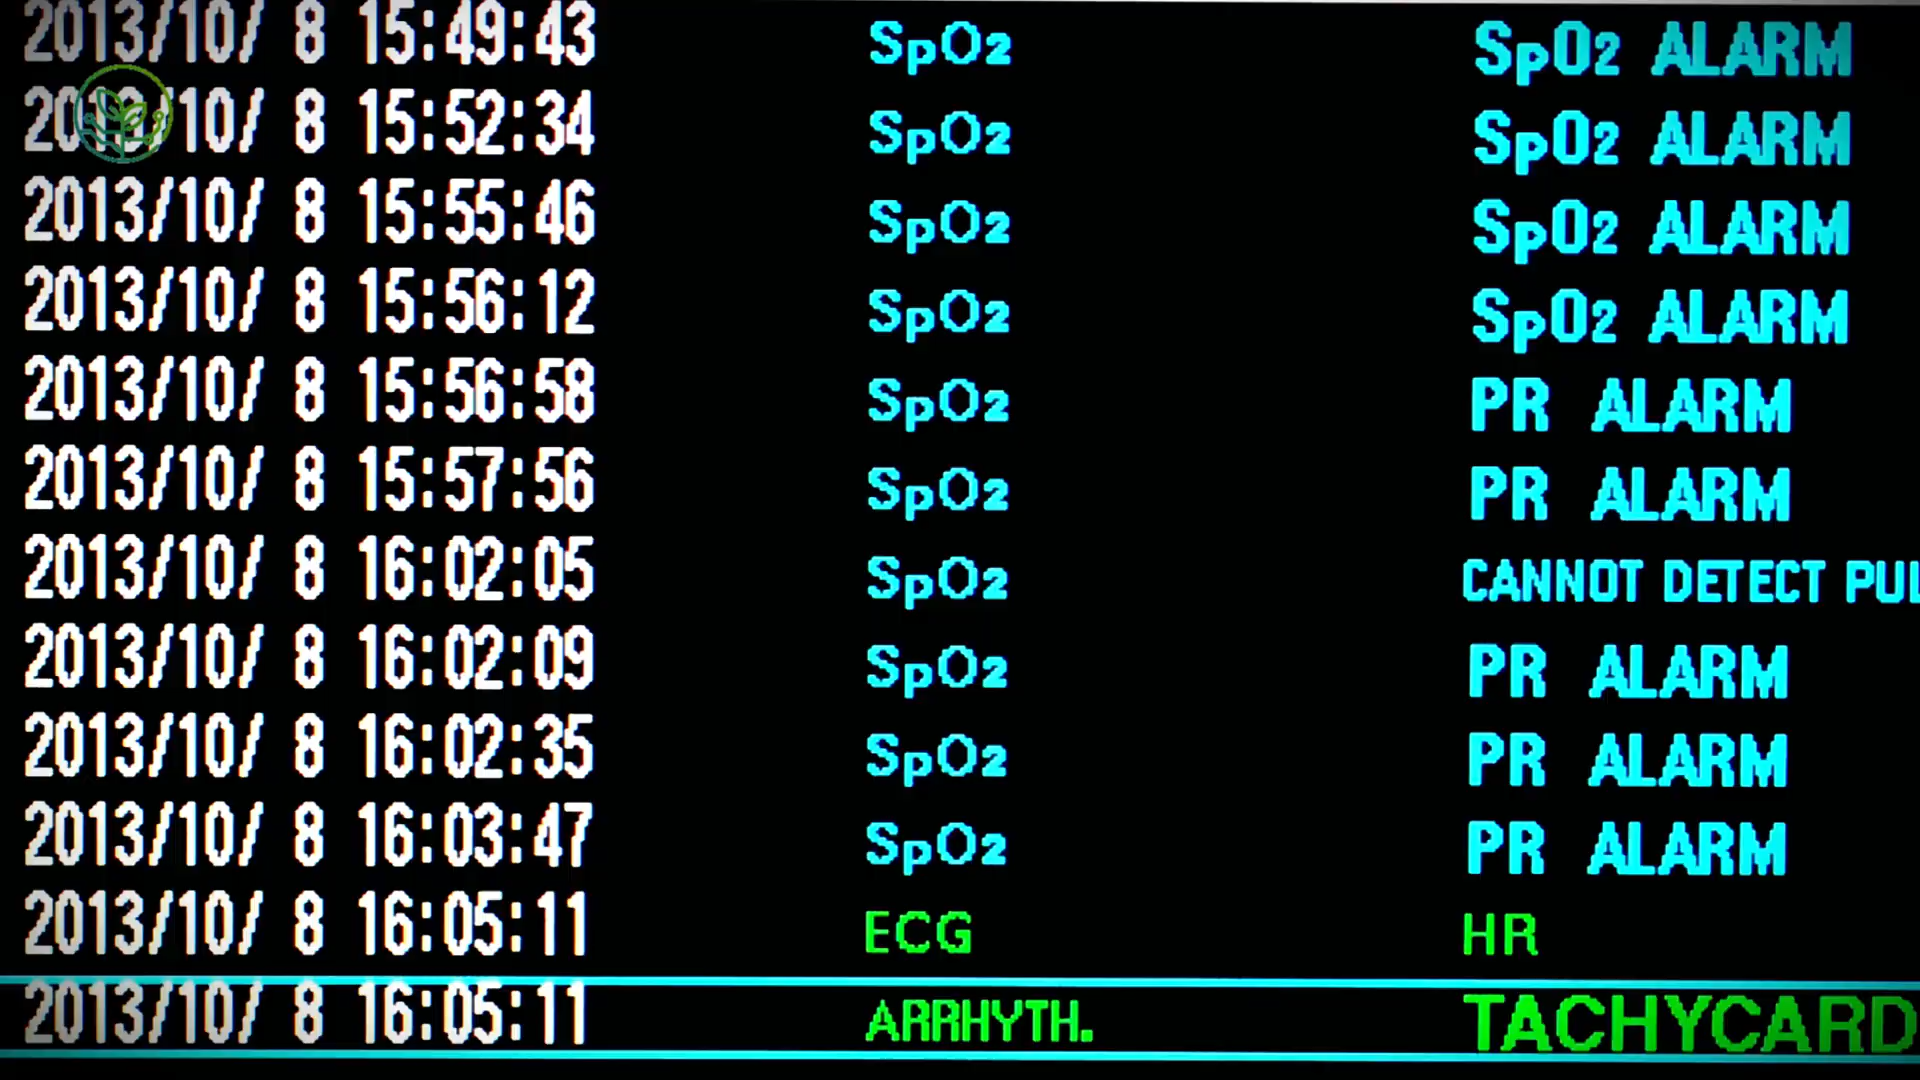 2013/10/ 8 15:49:43 SpO2 SpO2 ALARM
2013/10/ 8 15:52:34 SpO2 SpO2 ALARM
2013/10/ 8 15:55:46 SpO2 SpO2 ALARM
2013/10/ 8 15:56:12 SpO2 SpO2 ALARM
2013/10/ 8 15:56:58 SpO2 PR ALARM
2013/10/ 8 15:57:56 SpO2 PR ALARM
2013/10/ 8 16:02:05 SpO2 CANNOT DETECT PUL
2013/10/ 8 16:02:09 SpO2 PR ALARM
2013/10/ 8 16:02:35 SpO2 PR ALARM
2013/10/ 8 16:03:47 SpO2 PR ALARM
2013/10/ 8 16:05:11 ECG HR
2013/10/ 8 16:05:11 ARRHYTH. TACHYCARD